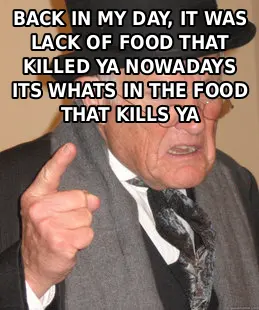 BACK IN MY DAY, IT WAS
LACK OF FOOD THAT
KILLED YA NOWADAYS
ITS WHATS IN THE FOOD
THAT KILLS YA